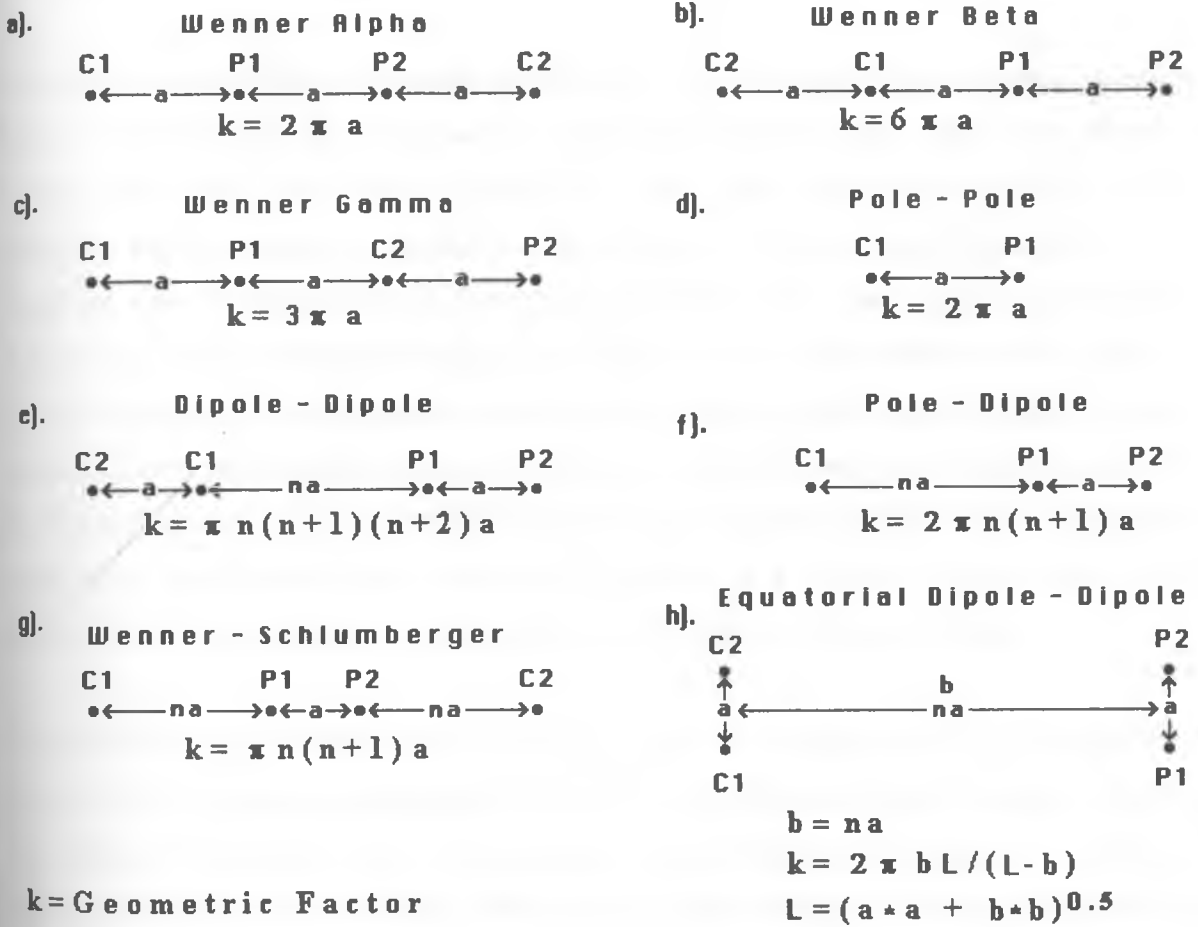 a). Wenner Alpha
C1 P1 P2 C2
a a a
k = 2 π a
b). Wenner Beta
C2 C1 P1 P2
a a a
k = 6 π a
c). Wenner Gamma
C1 P1 C2 P2
a a a
k = 3 π a
d). Pole - Pole
C1 P1
a
k = 2 π a
e). Dipole - Dipole
C2 C1 P1 P2
a na a
k = π n(n+1)(n+2)a
f). Pole - Dipole
C1 P1 P2
na a
k = 2 π n(n+1)a
g). Wenner - Schlumberger
C1 P1 P2 C2
na a na
k = π n(n+1) a
h). Equatorial Dipole - Dipole
C2 P2
b
a na a
C1 P1
b = na
k = 2 π bL/(L-b)
L = (a*a + b*b)^0.5
k = Geometric Factor